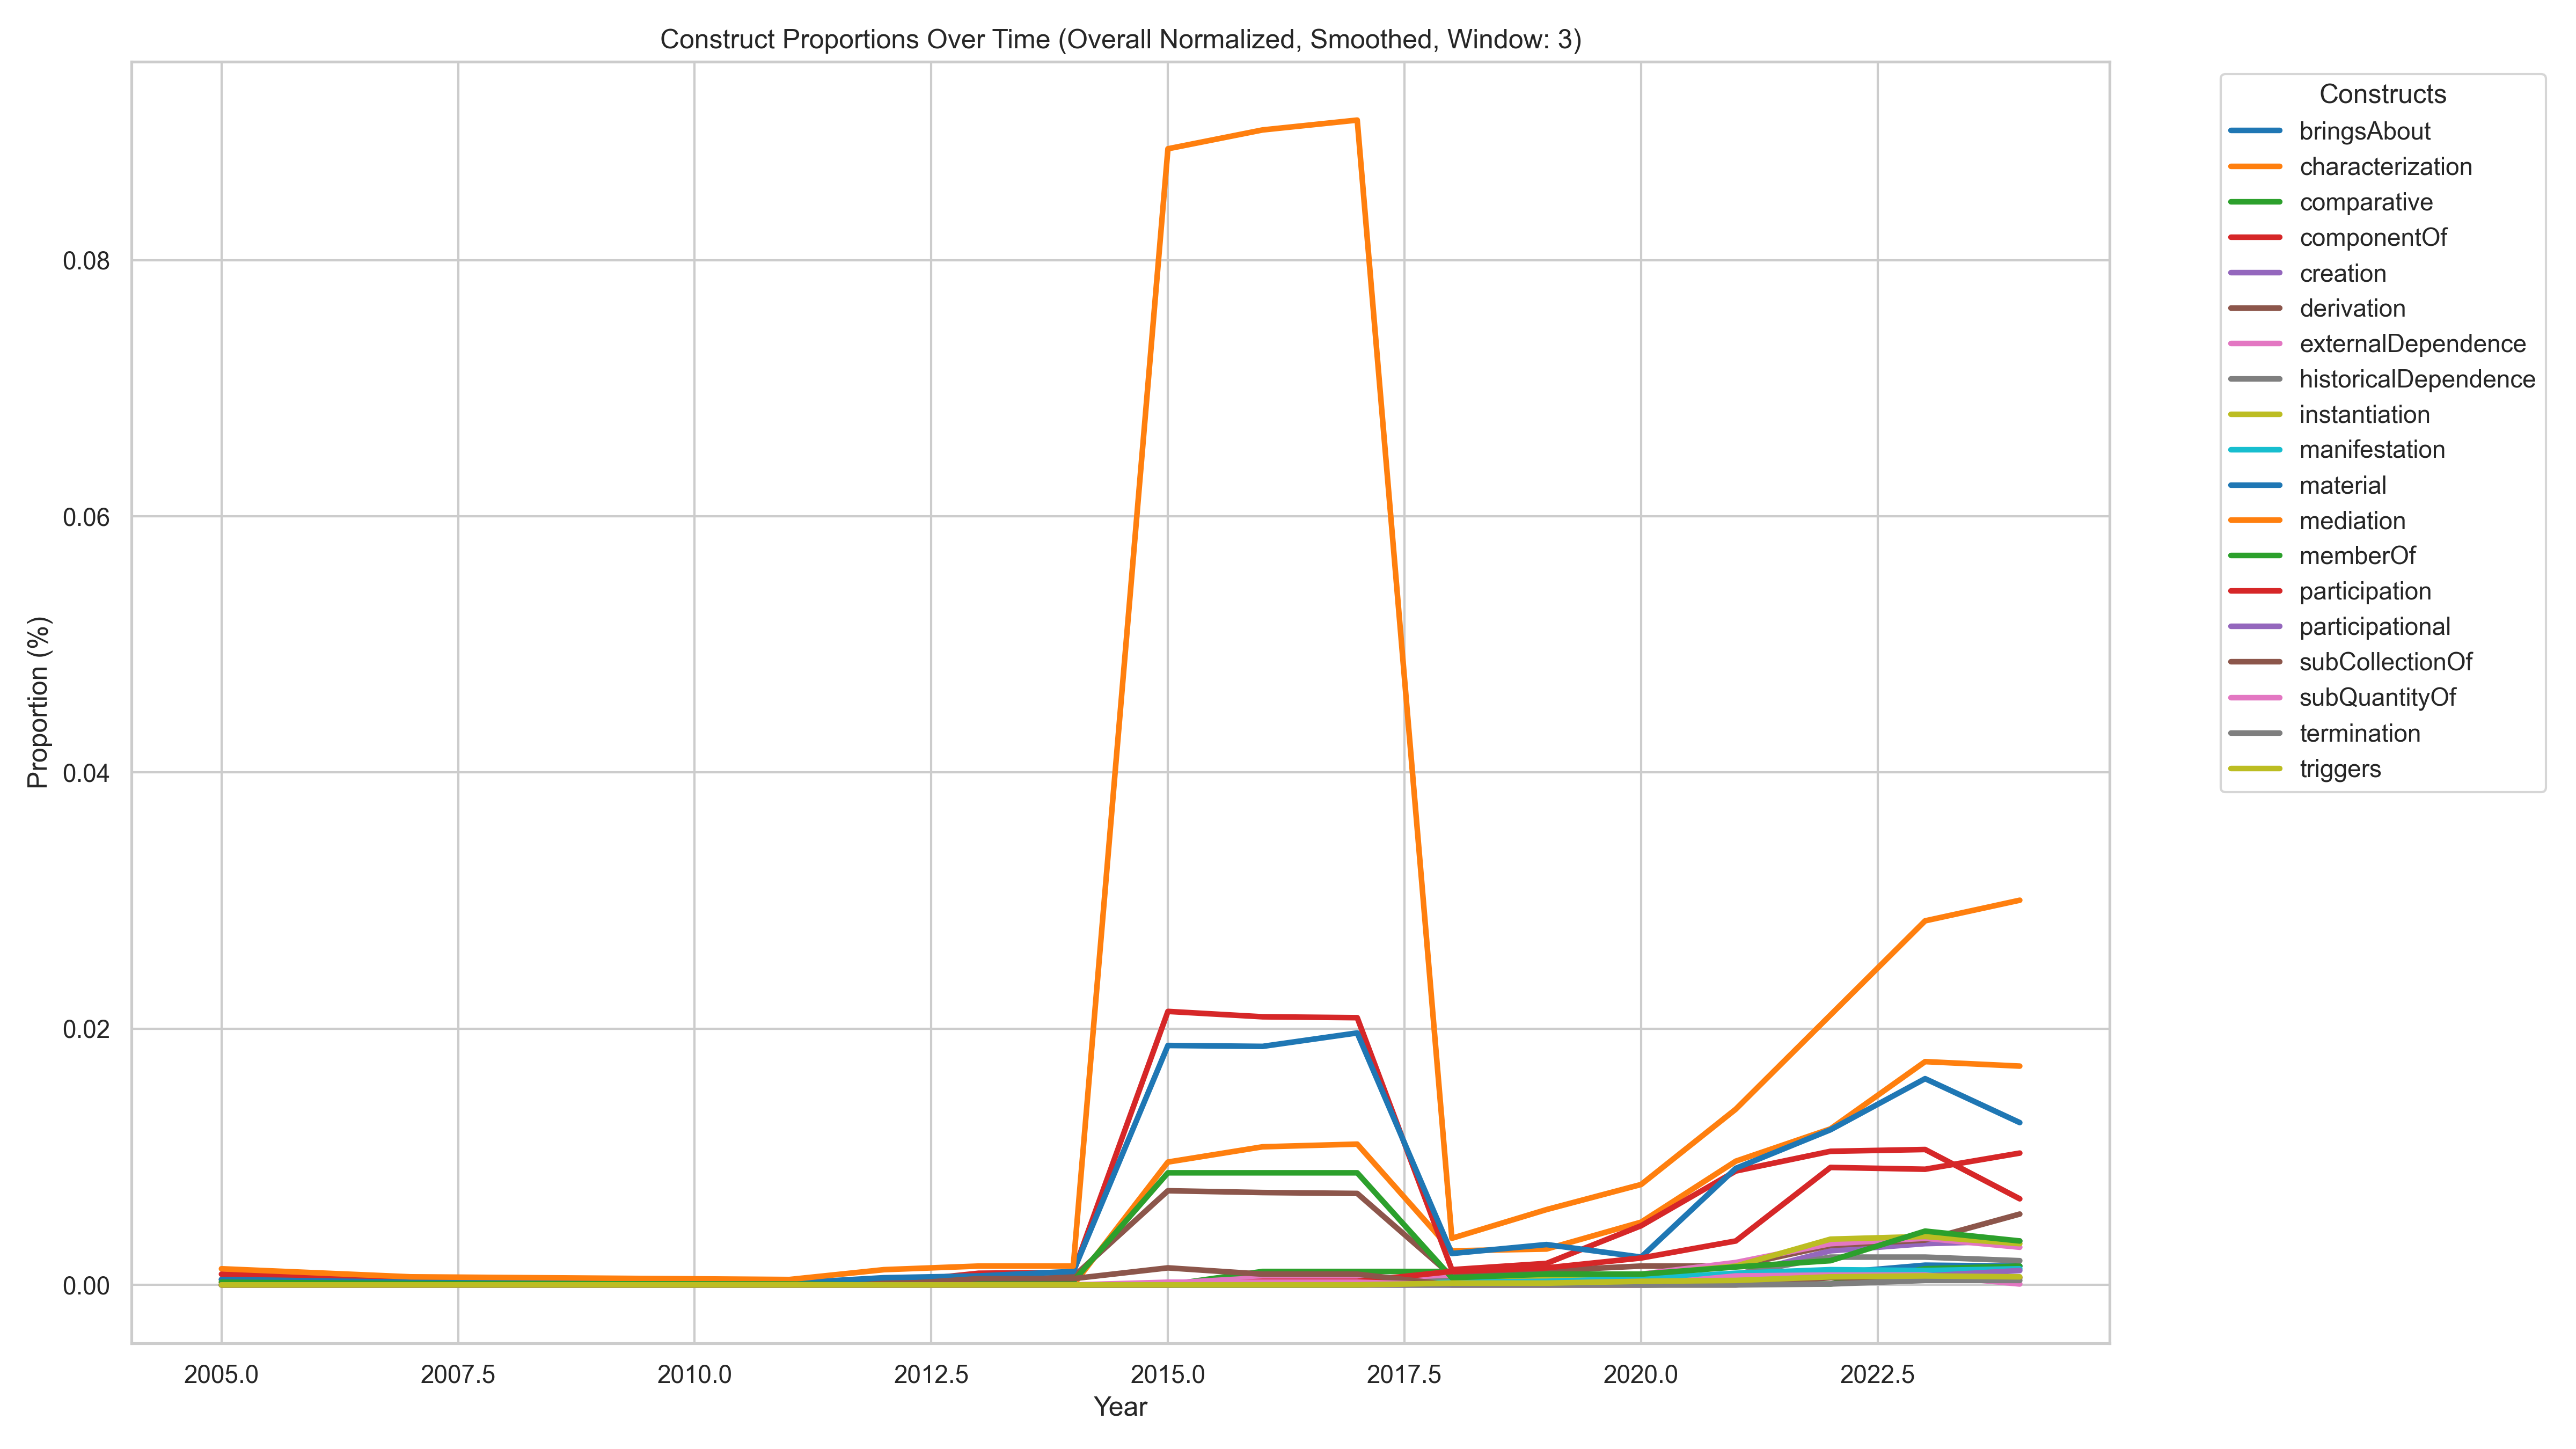 Construct Proportions Over Time (Overall Normalized, Smoothed, Window: 3)
Proportion (%)
0.08
0.06
0.04
0.02
0.00
2005.0 2007.5 2010.0 2012.5 2015.0 2017.5 2020.0 2022.5
Year
Constructs
bringsAbout
characterization
comparative
componentOf
creation
derivation
externalDependence
historicalDependence
instantiation
manifestation
material
mediation
memberOf
participation
participational
subCollectionOf
subQuantityOf
termination
triggers